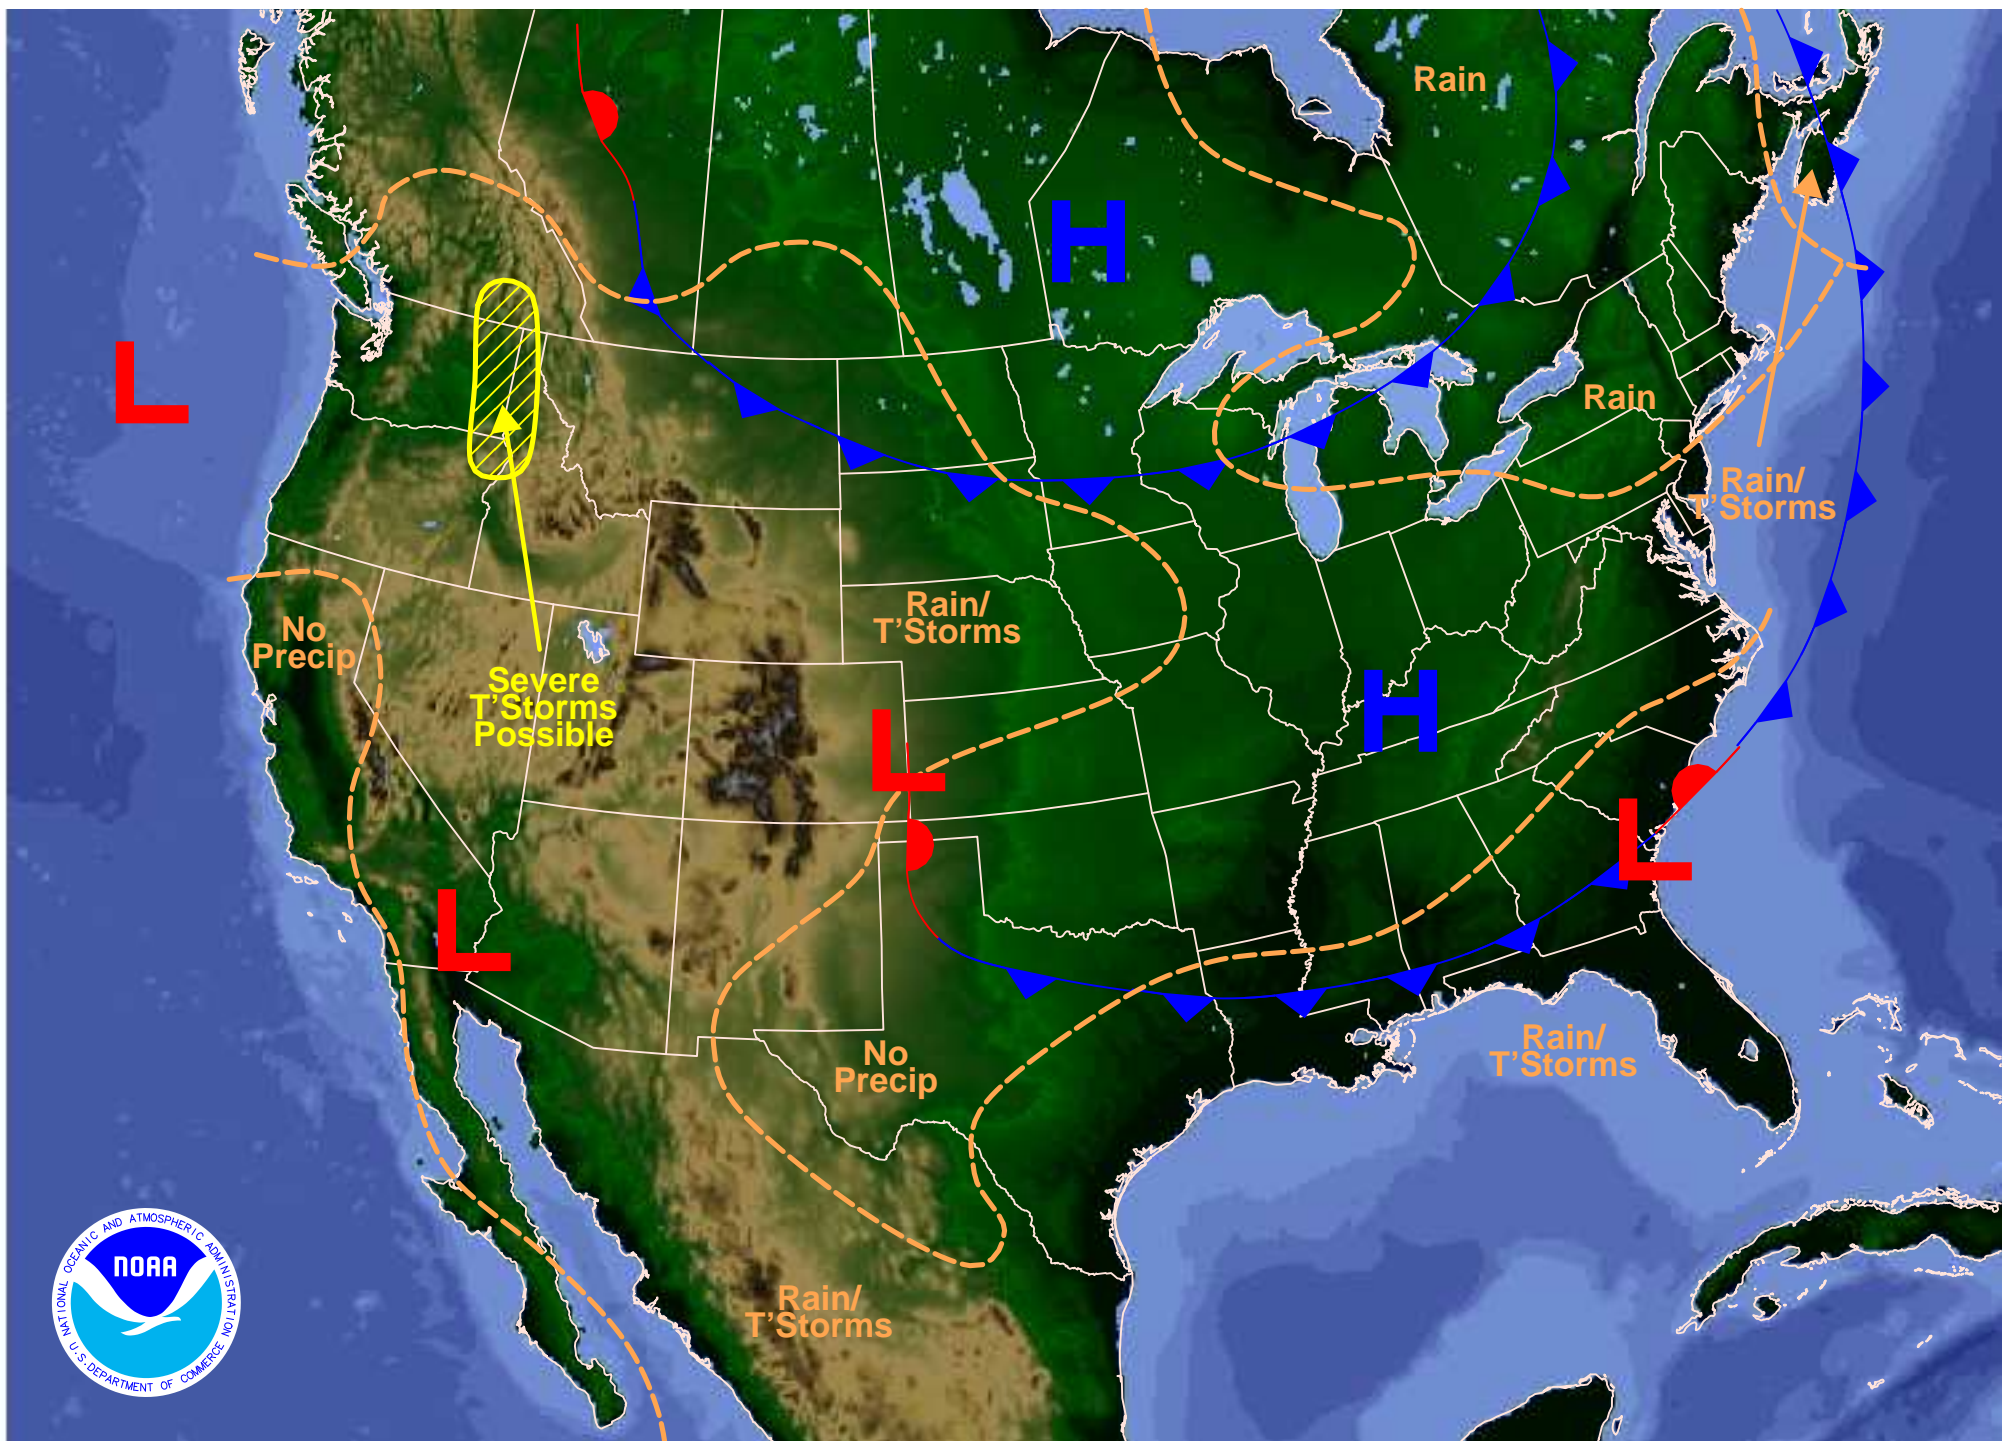 Rain
H
L
Rain
Rain/
T'Storms
Rain/
T'Storms
No
Precip
Severe
T'Storms
Possible
H
L
L
L
No
Precip
Rain/
T'Storms
Rain/
T'Storms
NATIONAL OCEANIC AND ATMOSPHERIC ADMINISTRATION
NOAA
U.S. DEPARTMENT OF COMMERCE